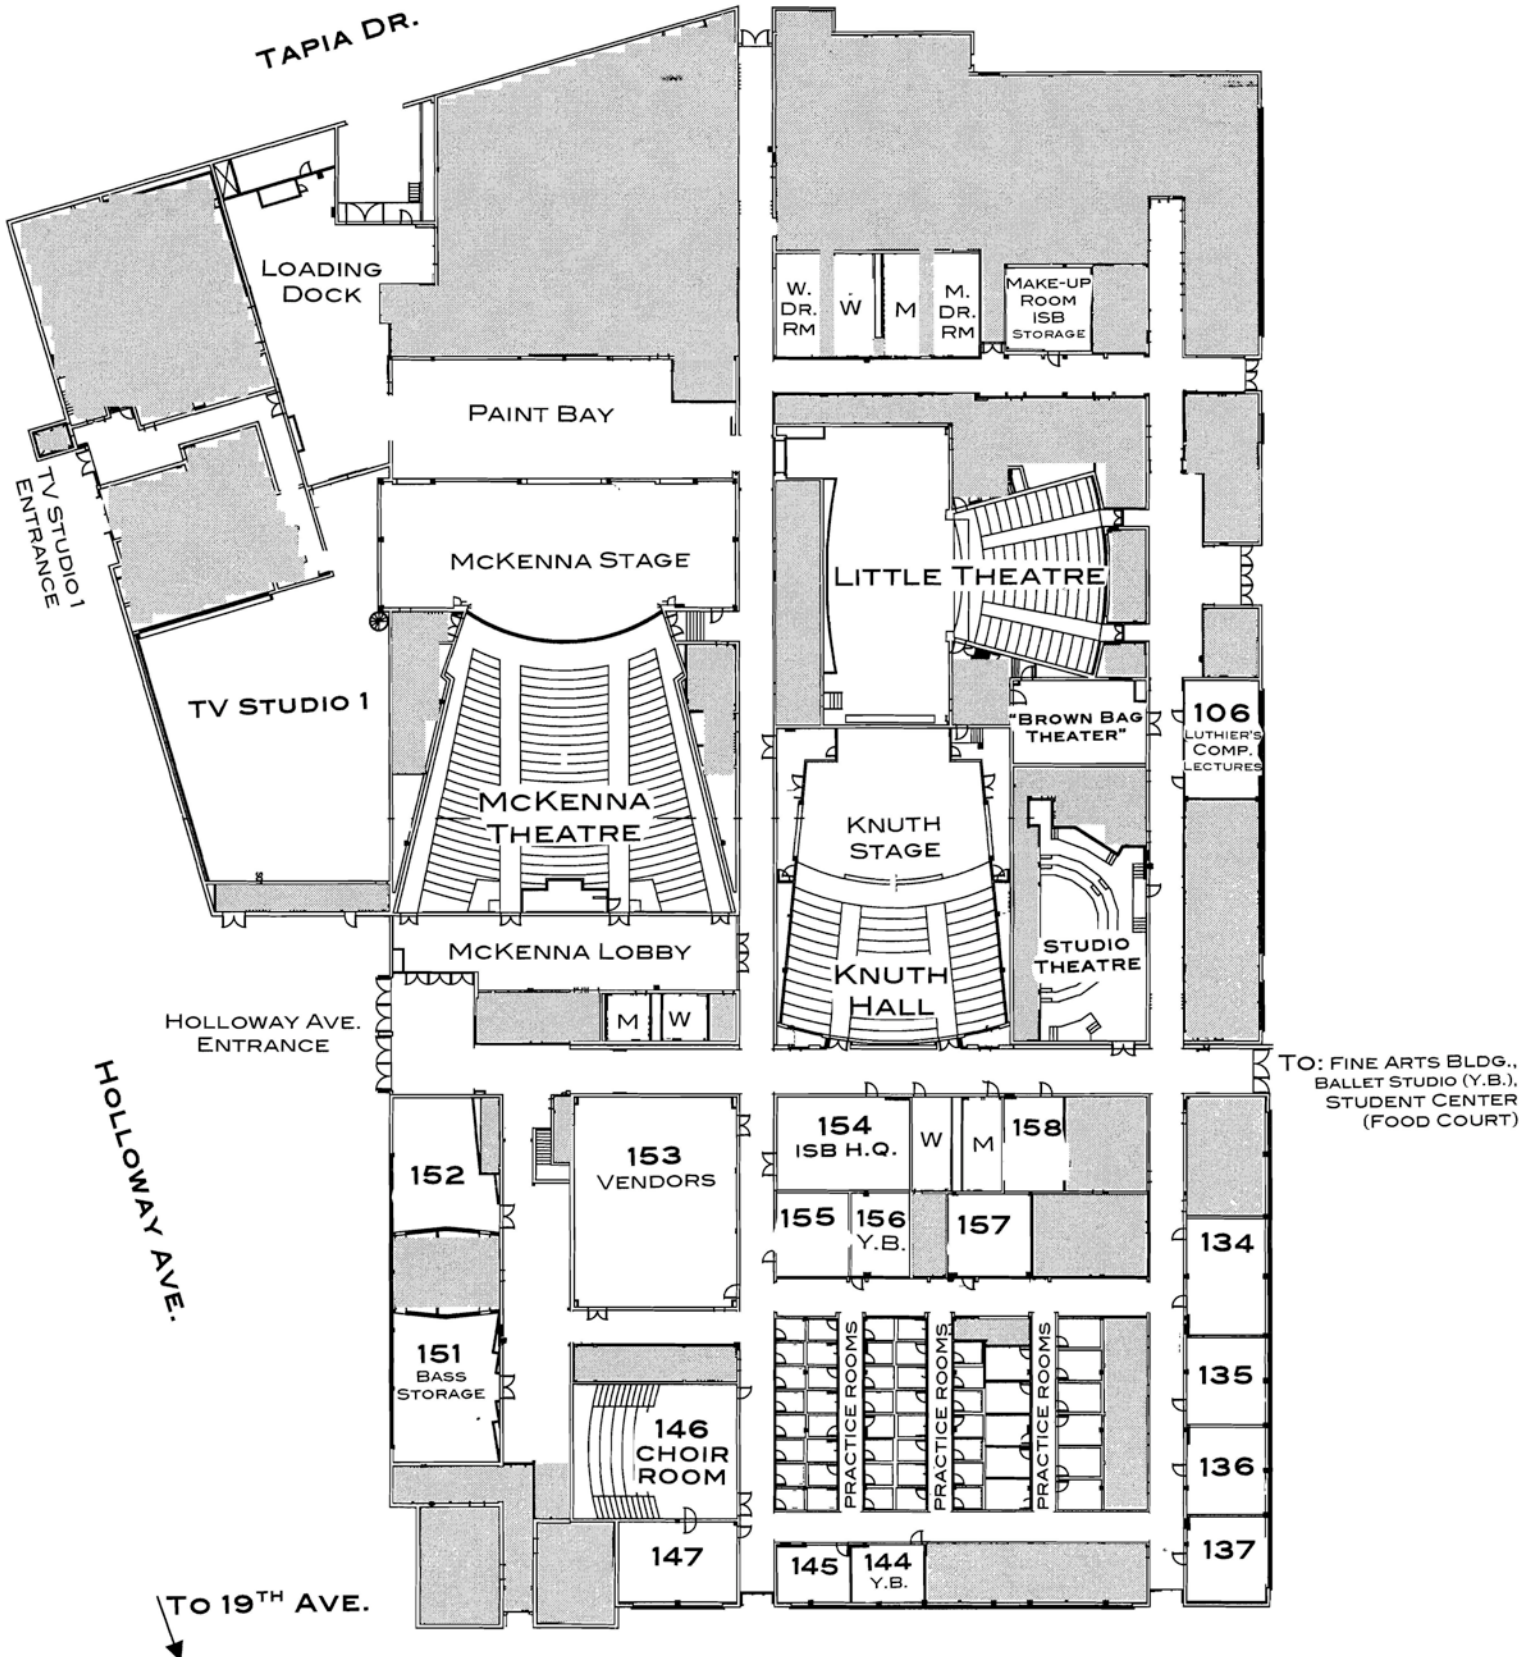 TAPIA DR.
LOADING
DOCK
W.
DR.
RM
W
M
M.
DR.
RM
MAKE-UP
ROOM
ISB
STORAGE
PAINT BAY
TV STUDIO 1
ENTRANCE
MCKENNA STAGE
LITTLE THEATRE
TV STUDIO 1
"BROWN BAG
THEATER"
106
LUTHIER'S
COMP.
LECTURES
MCKENNA
THEATRE
KNUTH
STAGE
MCKENNA LOBBY
STUDIO
THEATRE
KNUTH
HALL
M
W
HOLLOWAY AVE.
ENTRANCE
TO: FINE ARTS BLDG.,
BALLET STUDIO (Y.B.),
STUDENT CENTER
(FOOD COURT)
HOLLOWAY AVE.
152
153
VENDORS
154
ISB H.Q.
W
M
158
155
156
Y.B.
157
134
151
BASS
STORAGE
PRACTICE ROOMS
PRACTICE ROOMS
PRACTICE ROOMS
135
146
CHOIR
ROOM
136
147
145
144
Y.B.
137
TO 19TH AVE.